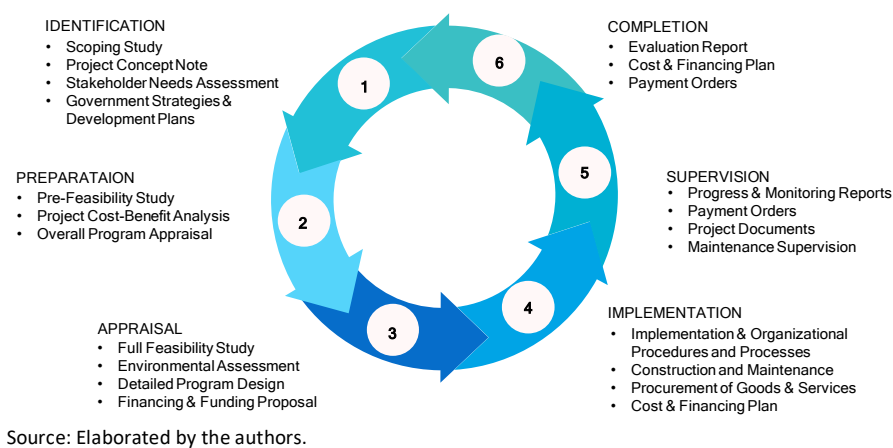 IDENTIFICATION
• Scoping Study
• Project Concept Note
• Stakeholder Needs Assessment
• Government Strategies &
Development Plans
1
PREPARATAION
• Pre-Feasibility Study
• Project Cost-Benefit Analysis
• Overall Program Appraisal
2
APPRAISAL
• Full Feasibility Study
• Environmental Assessment
• Detailed Program Design
• Financing & Funding Proposal
3
4
IMPLEMENTATION
• Implementation & Organizational
Procedures and Processes
• Construction and Maintenance
• Procurement of Goods & Services
• Cost & Financing Plan
5
SUPERVISION
• Progress & Monitoring Reports
• Payment Orders
• Project Documents
• Maintenance Supervision
6
COMPLETION
• Evaluation Report
• Cost & Financing Plan
• Payment Orders
Source: Elaborated by the authors.